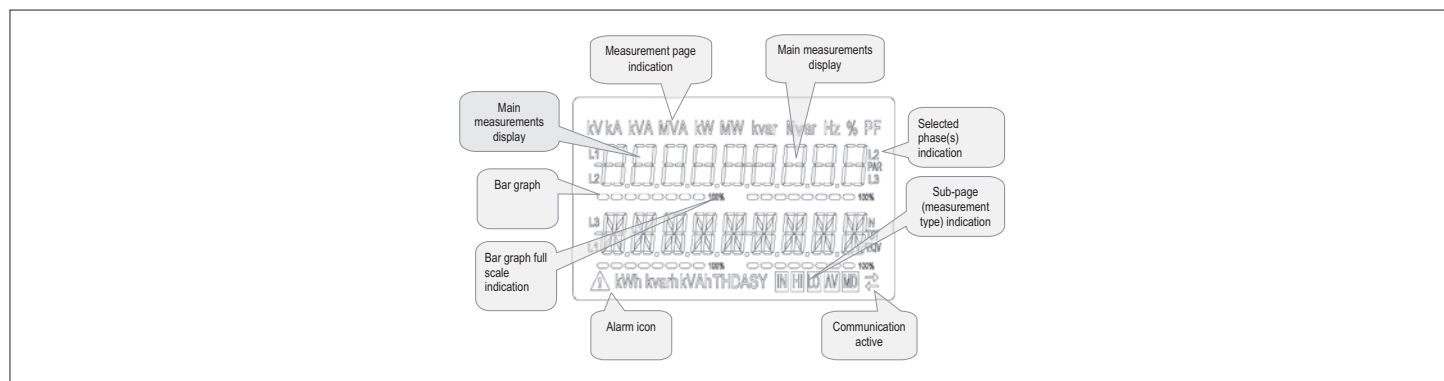 Measurement page
indication
Main measurements
display
Main
measurements
display
kV kA kVA MVA kW MW kvar Mvar Hz % PF
L1
L2
L2
PAR
L3
Selected
phase(s)
indication
Bar graph
100%
100%
Sub-page
(measurement
type) indication
L3
L1
N
EQV
Bar graph full
scale
indication
100%
100%
kWh kvarh kVAh THD ASY IN HI LO AV MD
Alarm icon
Communication
active